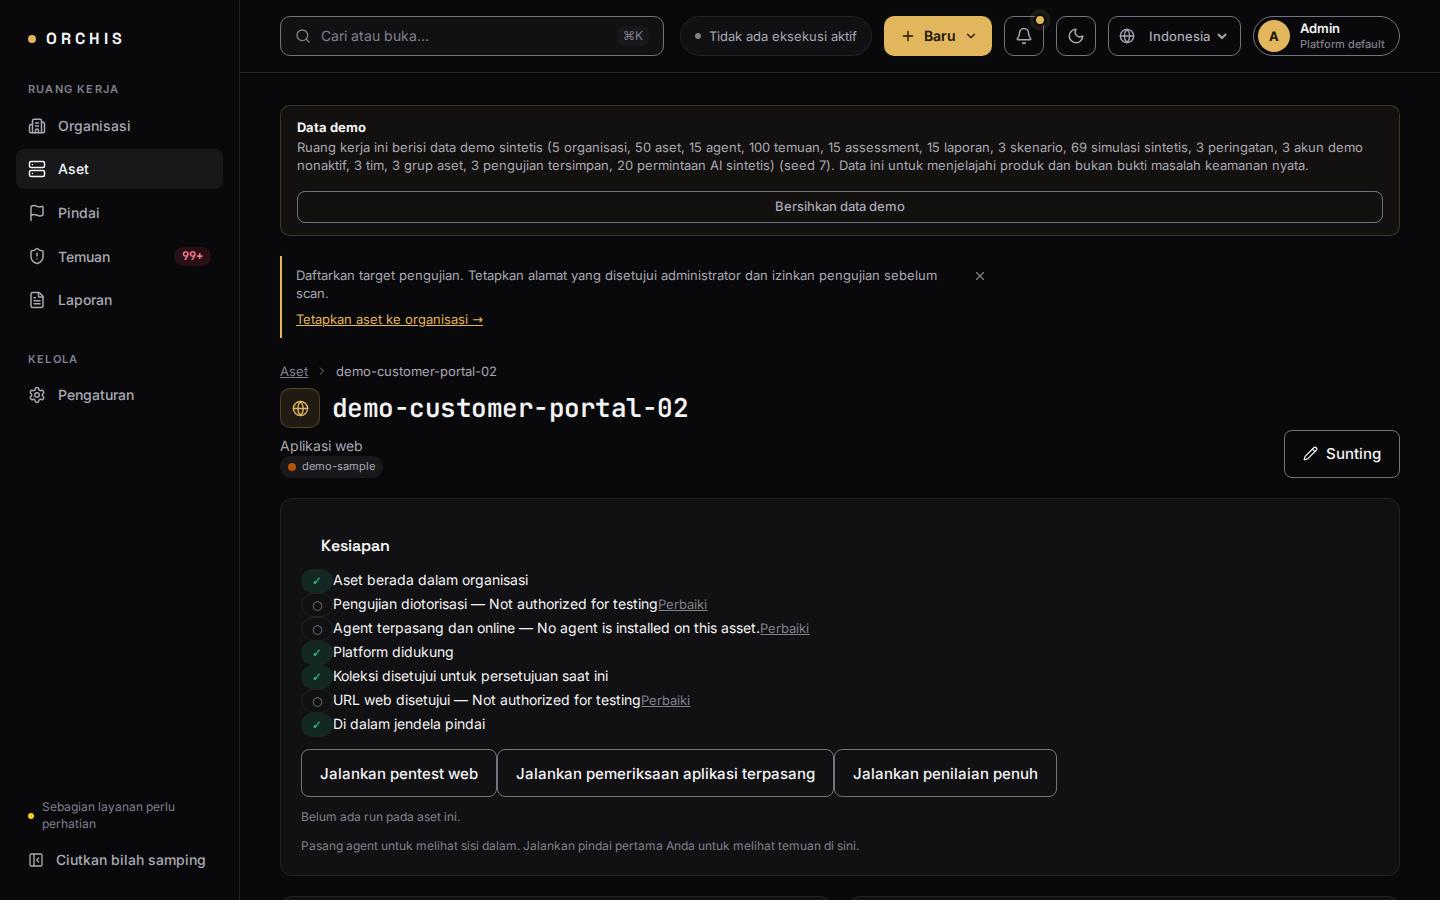 ORCHIS
Cari atau buka...
⌘K
Tidak ada eksekusi aktif
Baru
Indonesia
A
Admin
Platform default
RUANG KERJA
Organisasi
Aset
Pindai
Temuan
99+
Laporan
KELOLA
Pengaturan
Sebagian layanan perlu
perhatian
Ciutkan bilah samping
Data demo
Ruang kerja ini berisi data demo sintetis (5 organisasi, 50 aset, 15 agent, 100 temuan, 15 assessment, 15 laporan, 3 skenario, 69 simulasi sintetis, 3 peringatan, 3 akun demo
nonaktif, 3 tim, 3 grup aset, 3 pengujian tersimpan, 20 permintaan AI sintetis) (seed 7). Data ini untuk menjelajahi produk dan bukan bukti masalah keamanan nyata.
Bersihkan data demo
Daftarkan target pengujian. Tetapkan alamat yang disetujui administrator dan izinkan pengujian sebelum
scan.
Tetapkan aset ke organisasi →
Aset > demo-customer-portal-02
demo-customer-portal-02
Aplikasi web
demo-sample
Sunting
Kesiapan
✓ Aset berada dalam organisasi
○ Pengujian diotorisasi — Not authorized for testingPerbaiki
○ Agent terpasang dan online — No agent is installed on this asset.Perbaiki
✓ Platform didukung
✓ Koleksi disetujui untuk persetujuan saat ini
○ URL web disetujui — Not authorized for testingPerbaiki
✓ Di dalam jendela pindai
Jalankan pentest web
Jalankan pemeriksaan aplikasi terpasang
Jalankan penilaian penuh
Belum ada run pada aset ini.
Pasang agent untuk melihat sisi dalam. Jalankan pindai pertama Anda untuk melihat temuan di sini.